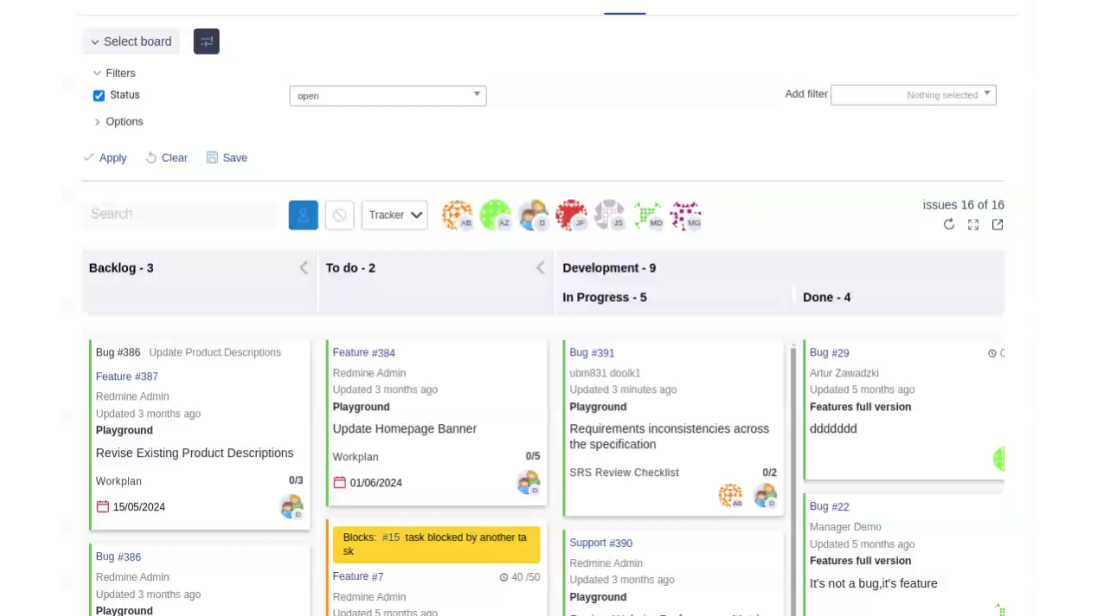 Select board
Filters
Status
open
Add filter
Nothing selected
Options
Apply
Clear
Save
Search
Tracker
AB
AZ
D
JF
JS
MD
MG
issues 16 of 16
Backlog - 3
To do - 2
Development - 9
In Progress - 5
Done - 4
Bug #386 Update Product Descriptions
Feature #387
Redmine Admin
Updated 3 months ago
Playground
Revise Existing Product Descriptions
Workplan 0/3
15/05/2024
D
Bug #386
Redmine Admin
Updated 3 months ago
Playground
Feature #384
Redmine Admin
Updated 3 months ago
Playground
Update Homepage Banner
Workplan 0/5
01/06/2024
D
Blocks: #15 task blocked by another ta
sk
Feature #7 40 /50
Redmine Admin
Updated 5 months ago
Bug #391
ubm831 doolk1
Updated 3 minutes ago
Playground
Requirements inconsistencies across
the specification
SRS Review Checklist 0/2
AB
D
Support #390
Redmine Admin
Updated 3 months ago
Playground
Bug #29
Artur Zawadzki
Updated 5 months ago
Features full version
ddddddd
Bug #22
Manager Demo
Updated 5 months ago
Features full version
It's not a bug,it's feature